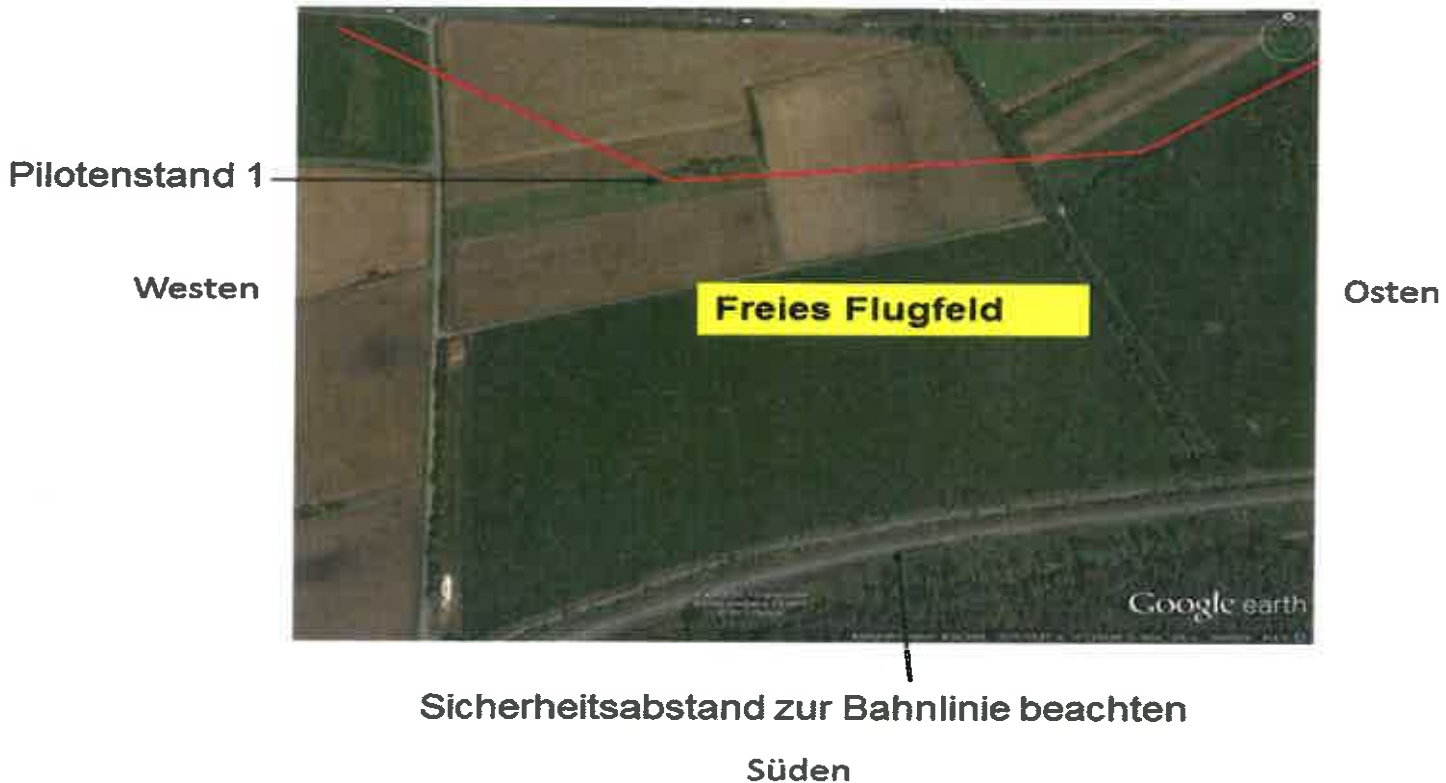 Pilotenstand 1
Westen
Freies Flugfeld
Osten
Google earth
Sicherheitsabstand zur Bahnlinie beachten
Süden